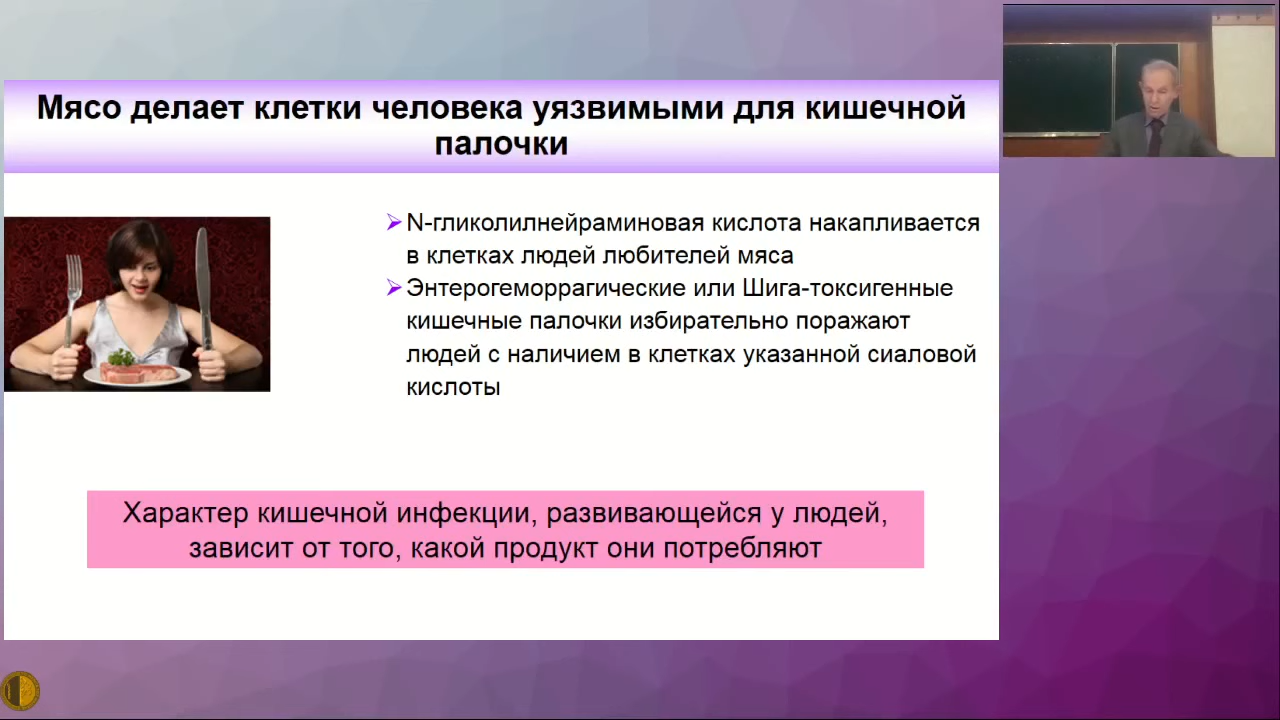 Мясо делает клетки человека уязвимыми для кишечной
палочки
N-гликолилнейраминовая кислота накапливается
в клетках людей любителей мяса
Энтерогеморрагические или Шига-токсигенные
кишечные палочки избирательно поражают
людей с наличием в клетках указанной сиаловой
кислоты
Характер кишечной инфекции, развивающейся у людей,
зависит от того, какой продукт они потребляют